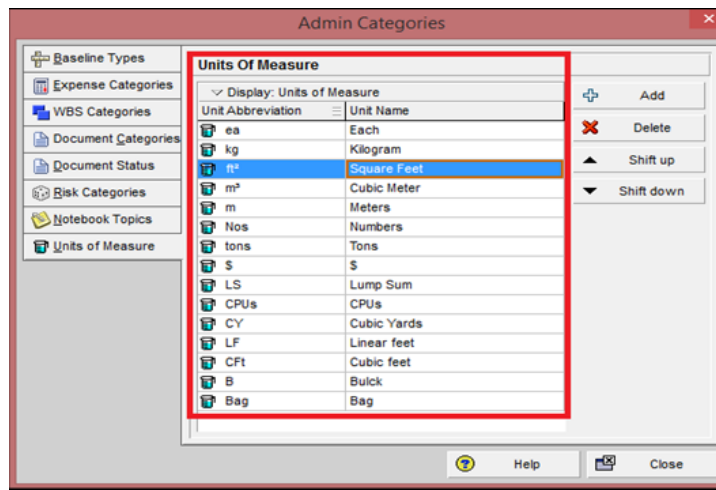 Admin Categories
Baseline Types
Expense Categories
WBS Categories
Document Categories
Document Status
Risk Categories
Notebook Topics
Units of Measure
Units Of Measure
Display: Units of Measure
Unit Abbreviation Unit Name
ea Each
kg Kilogram
ft² Square Feet
m³ Cubic Meter
m Meters
Nos Numbers
tons Tons
$ $
LS Lump Sum
CPUs CPUs
CY Cubic Yards
LF Linear feet
CFt Cubic feet
B Bulck
Bag Bag
Add
Delete
Shift up
Shift down
Help
Close